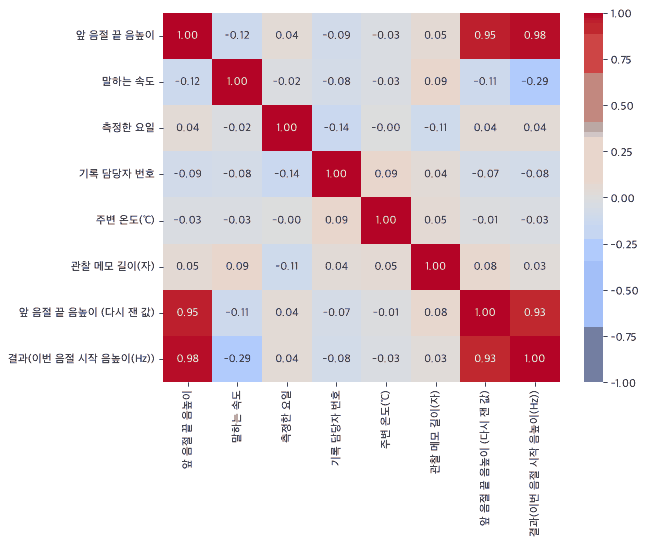 앞 음절 끝 음높이 1.00 -0.12 0.04 -0.09 -0.03 0.05 0.95 0.98
말하는 속도 -0.12 1.00 -0.02 -0.08 -0.03 0.09 -0.11 -0.29
측정한 요일 0.04 -0.02 1.00 -0.14 -0.00 -0.11 0.04 0.04
기록 담당자 번호 -0.09 -0.08 -0.14 1.00 0.09 0.04 -0.07 -0.08
주변 온도(℃) -0.03 -0.03 -0.00 0.09 1.00 0.05 -0.01 -0.03
관찰 메모 길이(자) 0.05 0.09 -0.11 0.04 0.05 1.00 0.08 0.03
앞 음절 끝 음높이 (다시 잰 값) 0.95 -0.11 0.04 -0.07 -0.01 0.08 1.00 0.93
결과(이번 음절 시작 음높이(Hz)) 0.98 -0.29 0.04 -0.08 -0.03 0.03 0.93 1.00
앞 음절 끝 음높이
말하는 속도
측정한 요일
기록 담당자 번호
주변 온도(℃)
관찰 메모 길이(자)
앞 음절 끝 음높이 (다시 잰 값)
결과(이번 음절 시작 음높이(Hz))
1.00
0.75
0.50
0.25
0.00
-0.25
-0.50
-0.75
-1.00